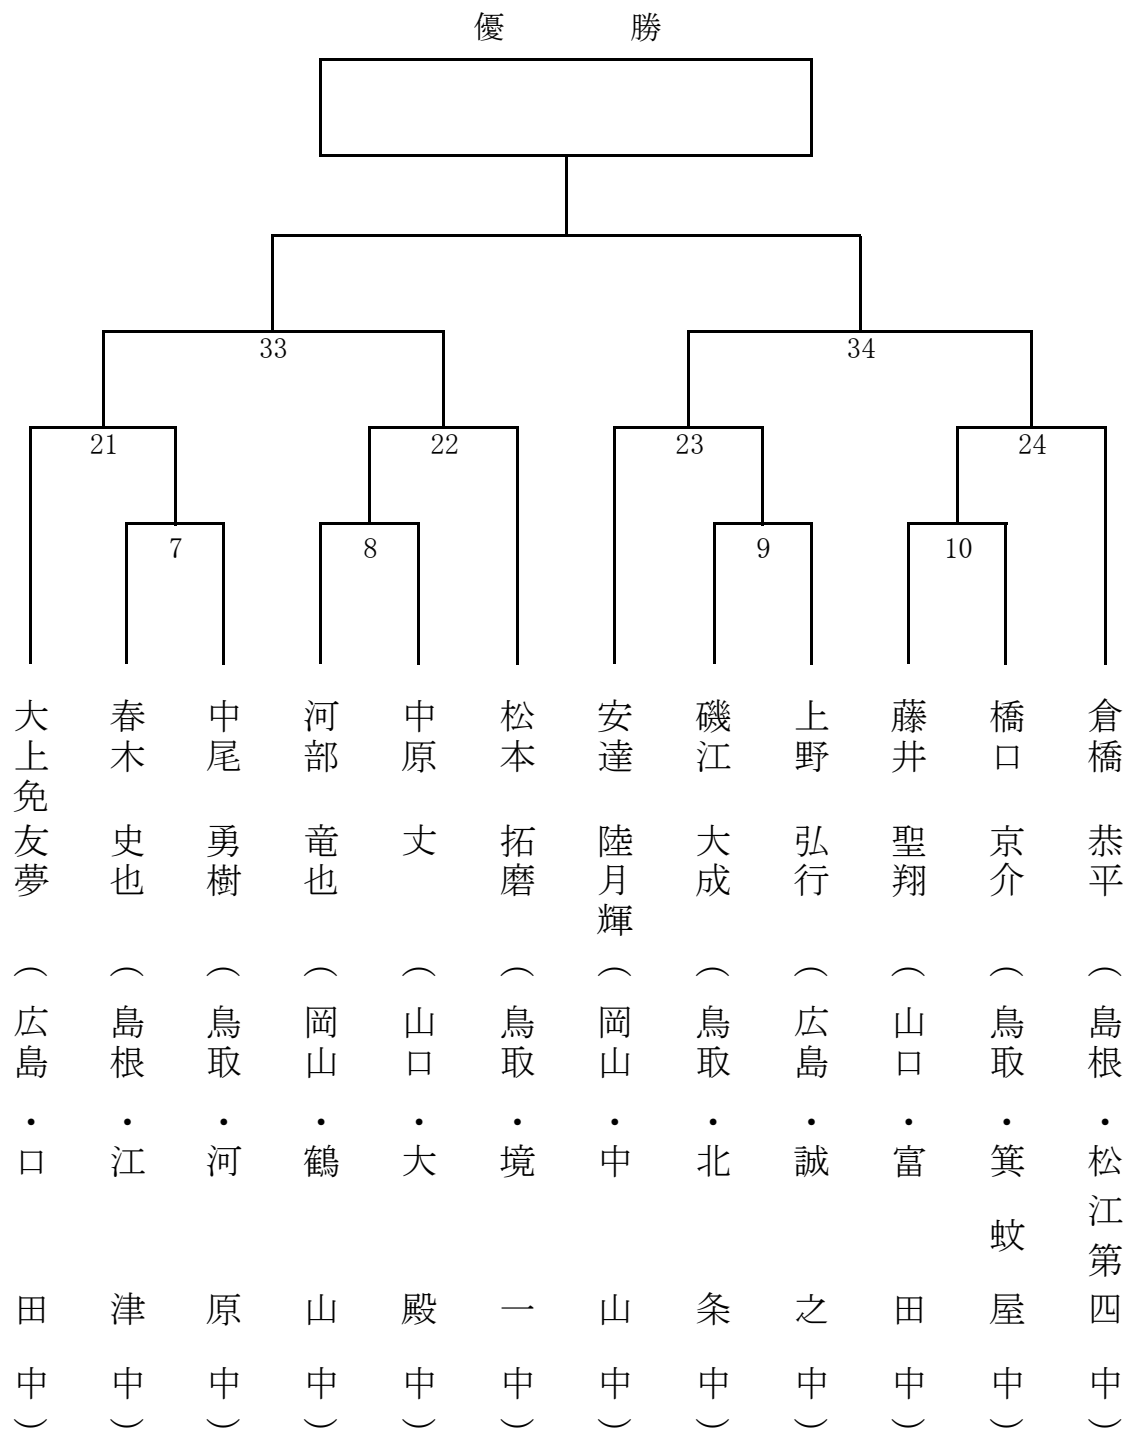 優 勝
33 34
21 22 23 24
7 8 9 10
大上免 友夢 （広島・口田中）
春木 史也 （島根・江津中）
中尾 勇樹 （鳥取・河原中）
河部 竜也 （岡山・鶴山中）
中原 丈 （山口・大殿中）
松本 拓磨 （鳥取・境一中）
安達 陸月輝 （岡山・中山中）
磯江 大成 （鳥取・北条中）
上野 弘行 （広島・誠之中）
藤井 聖翔 （山口・富田中）
橋口 京介 （鳥取・箕蚊屋中）
倉橋 恭平 （島根・松江第四中）